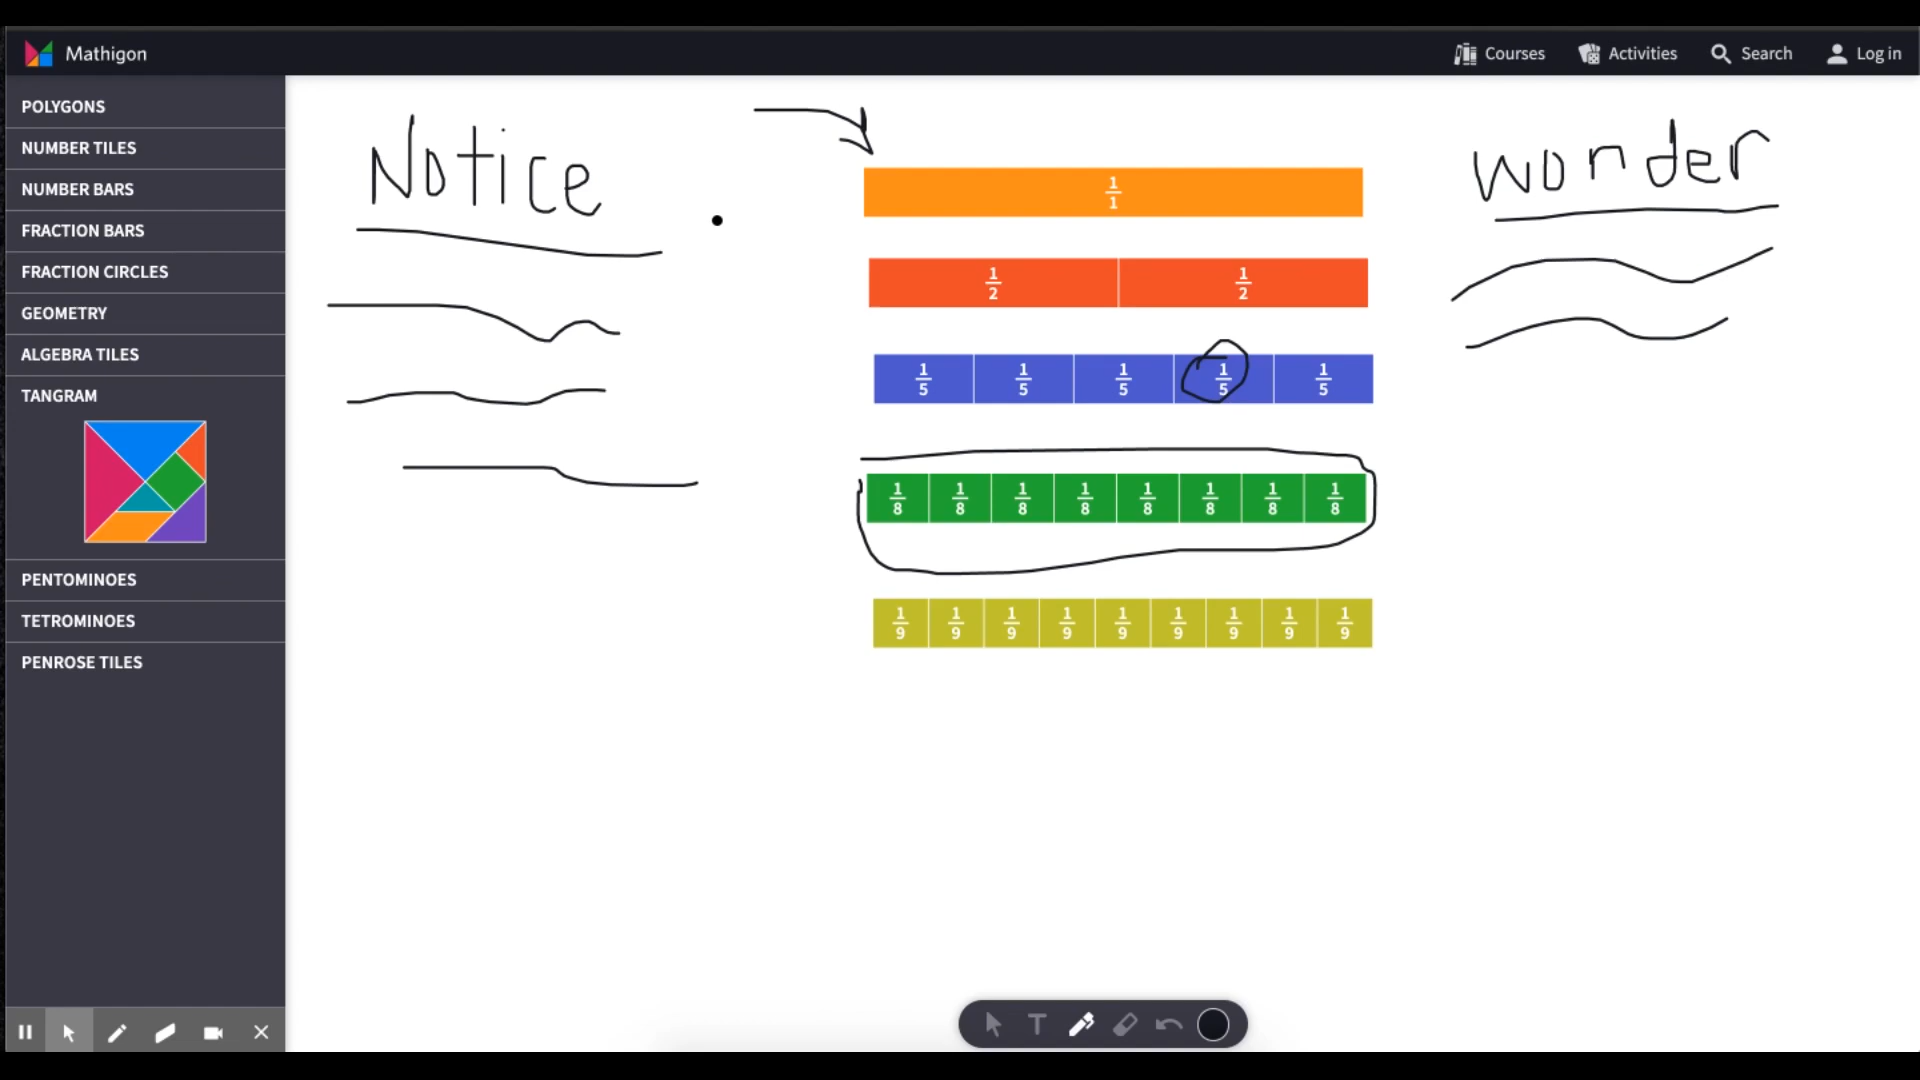 Mathigon
Courses
Activities
Search
Log in
POLYGONS
NUMBER TILES
NUMBER BARS
FRACTION BARS
FRACTION CIRCLES
GEOMETRY
ALGEBRA TILES
TANGRAM
PENTOMINOES
TETROMINOES
PENROSE TILES
Notice
1/1
1/2 1/2
1/5 1/5 1/5 1/5 1/5
1/8 1/8 1/8 1/8 1/8 1/8 1/8 1/8
1/9 1/9 1/9 1/9 1/9 1/9 1/9 1/9 1/9
wonder
T